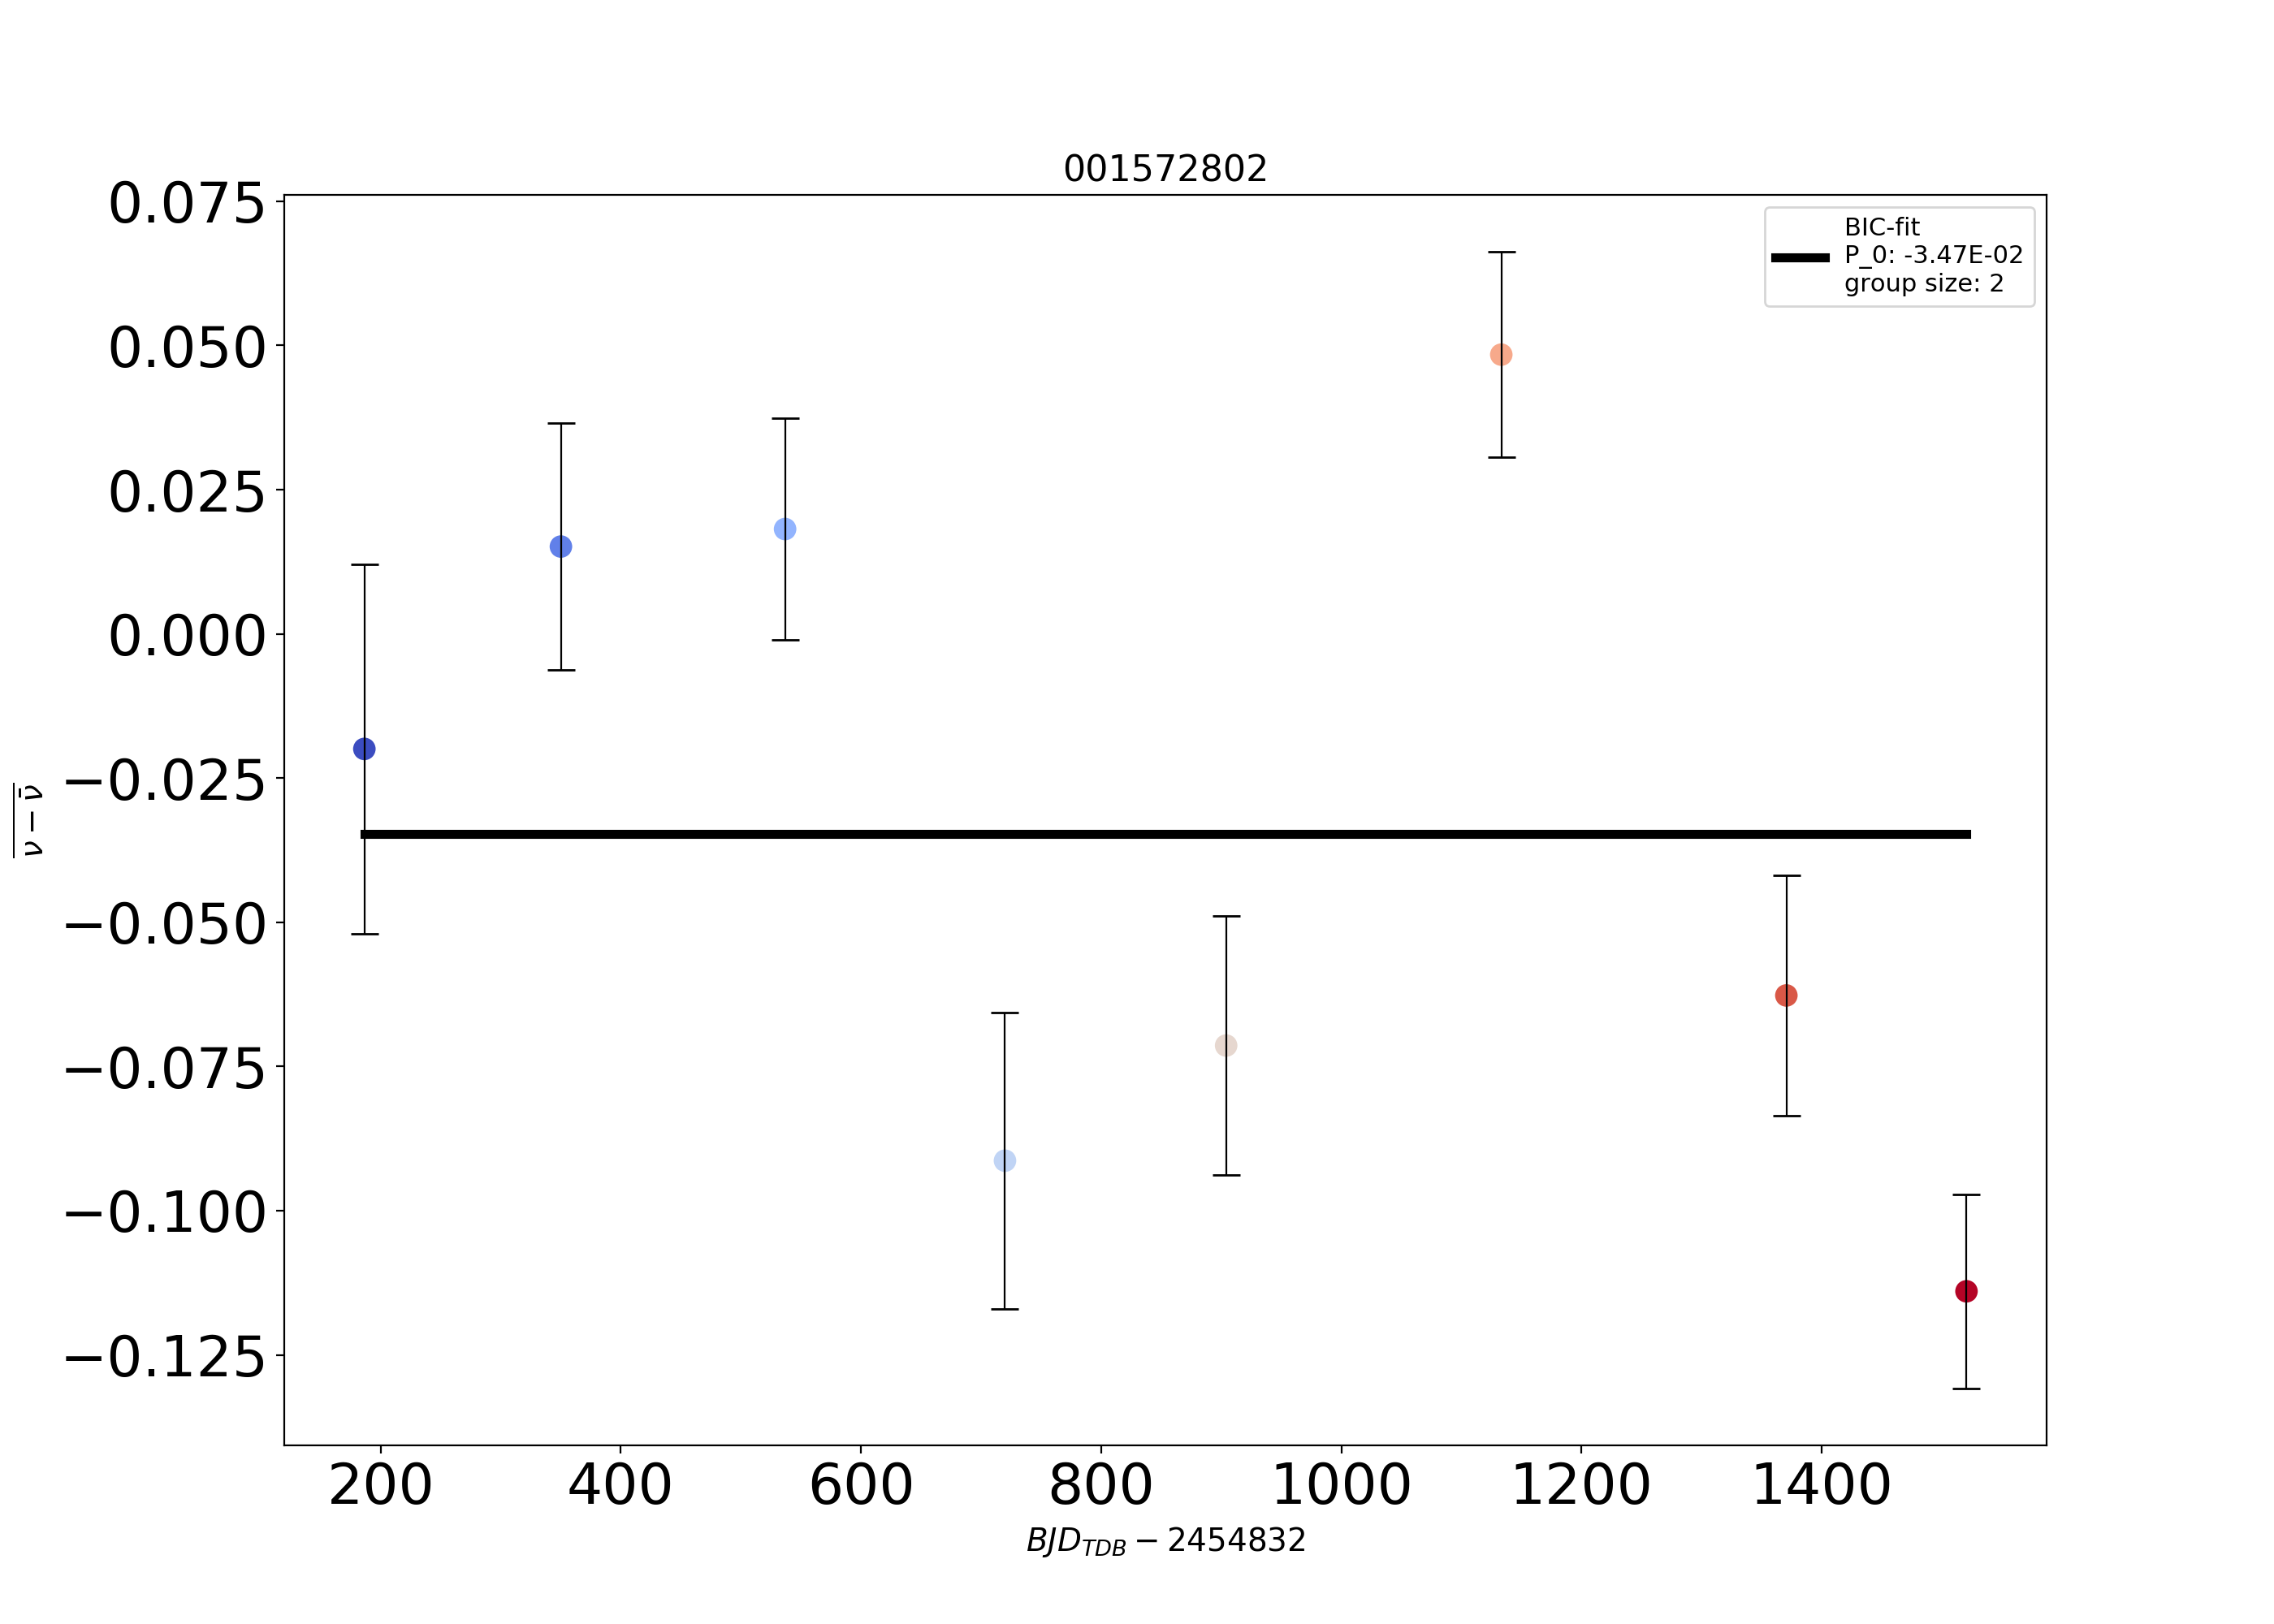 001572802
0.075
0.050
0.025
0.000
−0.025
−0.050
−0.075
−0.100
−0.125
BIC-fit
P_0: -3.47E-02
group size: 2
ν − ν̄
200 400 600 800 1000 1200 1400
BJD_TDB − 2454832